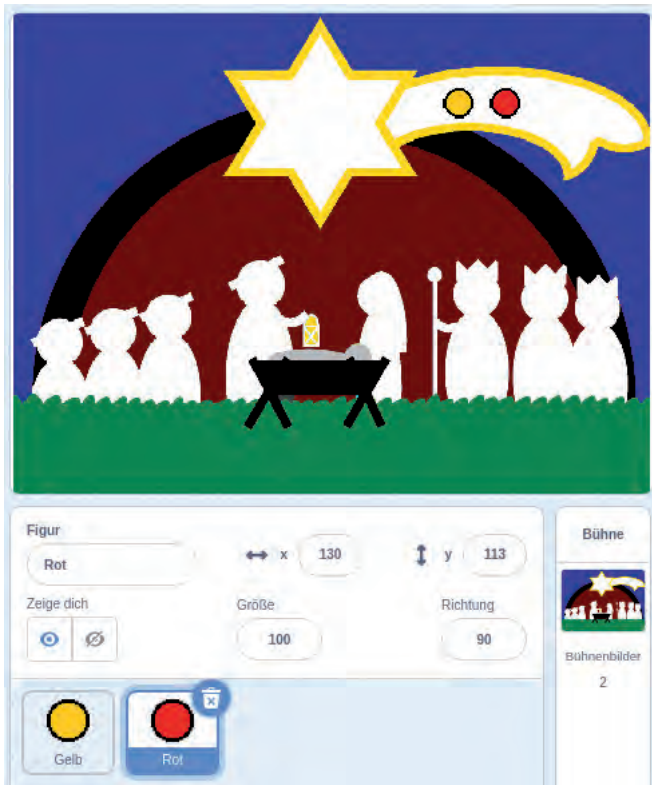 Figur
Rot
x 130
y 113
Zeige dich
Größe
100
Richtung
90
Gelb
Rot
Bühne
Bühnenbilder
2